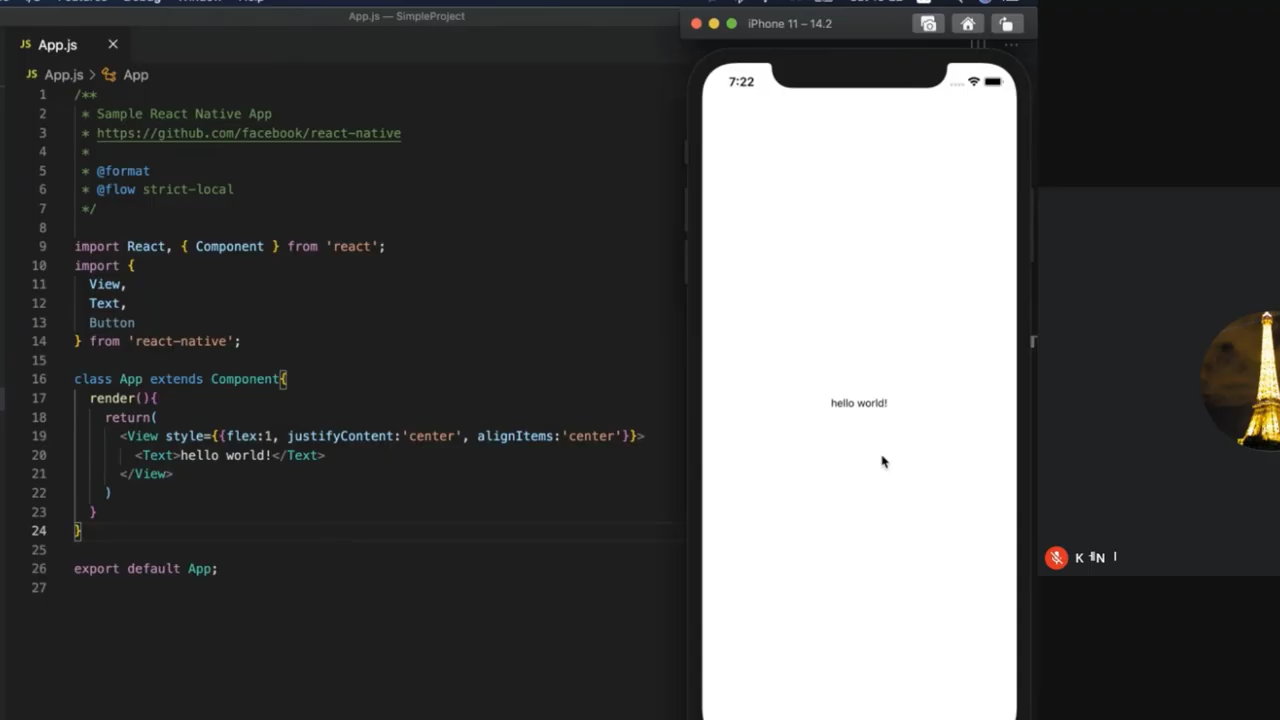 App.js — SimpleProject
JS App.js
JS App.js > App
1 /**
2 * Sample React Native App
3 * https://github.com/facebook/react-native
4 *
5 * @format
6 * @flow strict-local
7 */
8
9 import React, { Component } from 'react';
10 import {
11 View,
12 Text,
13 Button
14 } from 'react-native';
15
16 class App extends Component{
17 render(){
18 return(
19 <View style={{flex:1, justifyContent:'center', alignItems:'center'}}>
20 <Text>hello world!</Text>
21 </View>
22 )
23 }
24 }
25
26 export default App;
27
iPhone 11 – 14.2
7:22
hello world!